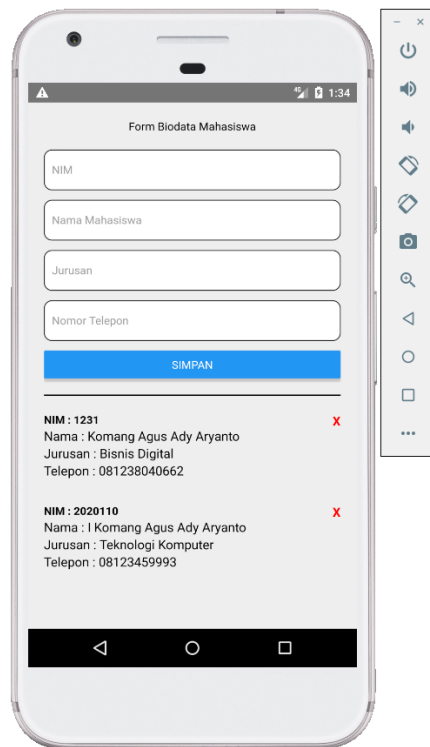 4G 1:34
Form Biodata Mahasiswa
NIM
Nama Mahasiswa
Jurusan
Nomor Telepon
SIMPAN
NIM : 1231 X
Nama : Komang Agus Ady Aryanto
Jurusan : Bisnis Digital
Telepon : 081238040662
NIM : 2020110 X
Nama : I Komang Agus Ady Aryanto
Jurusan : Teknologi Komputer
Telepon : 08123459993